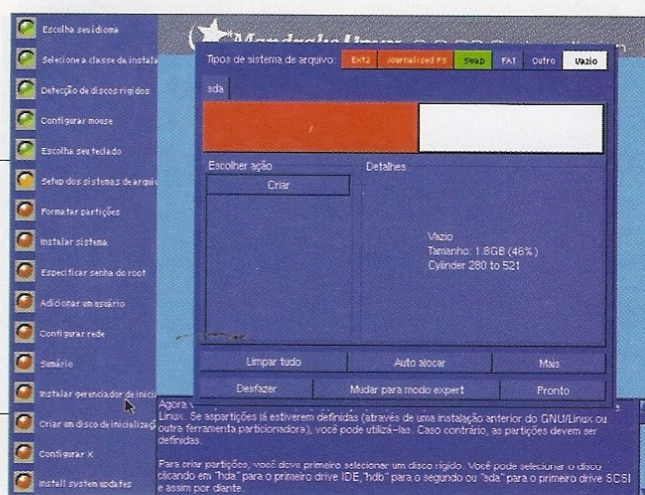 Escolha seu idioma
Selecione a classe da instala
Detecção de discos rígidos
Configurar mouse
Escolha seu teclado
Setup dos sistemas de arquiv
Formatar partições
Instalar sistema
Especificar senha do root
Adicionar um usuário
Configurar rede
Sumário
Instalar gerenciador de inici
Criar um disco de inicializaçã
Configurar X
Install system updates
Tipos de sistema de arquivo: Ext2 Journalised FS Swap FAT Outro Vazio
sda
/
Escolher ação
Criar
Detalhes
Vazio
Tamanho: 1.8GB (46%)
Cylinder 280 to 521
Limpar tudo Auto alocar Mais
Desfazer Mudar para modo expert Pronto
Agora
Linux. Se aspartições já estiverem definidas (através de uma instalação anterior do GNU/Linux ou
outra ferramenta particionadora), você pode utilizá-las. Caso contrário, as partições devem ser
definidas.
Para criar partições, você deve primeiro selecionar um disco rígido. Você pode selecionar o disco
clicando em "hda" para o primeiro drive IDE, "hdb" para o segundo ou "sda" para o primeiro drive SCSI
e assim por diante.